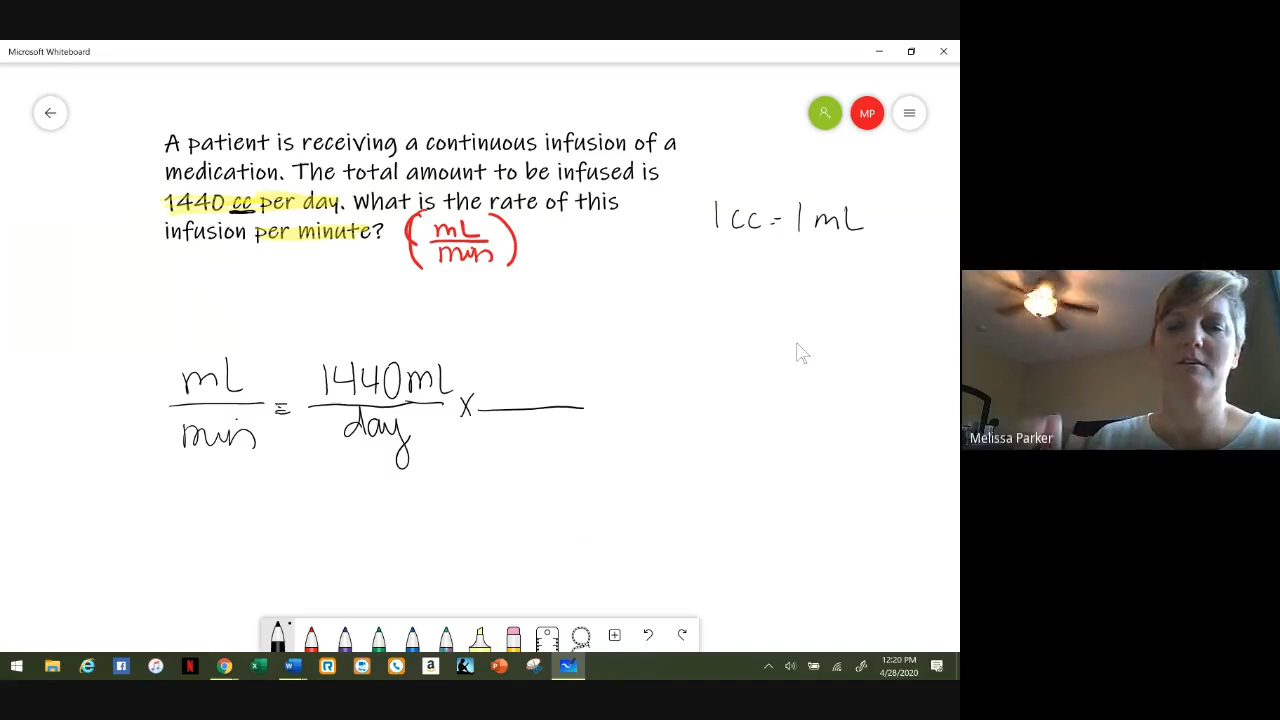 Microsoft Whiteboard
MP
A patient is receiving a continuous infusion of a
medication. The total amount to be infused is
1440 cc per day. What is the rate of this
infusion per minute? (mL/min)
1 cc = 1 mL
mL/min = 1440 mL/day x
Melissa Parker
12:20 PM
4/28/2020